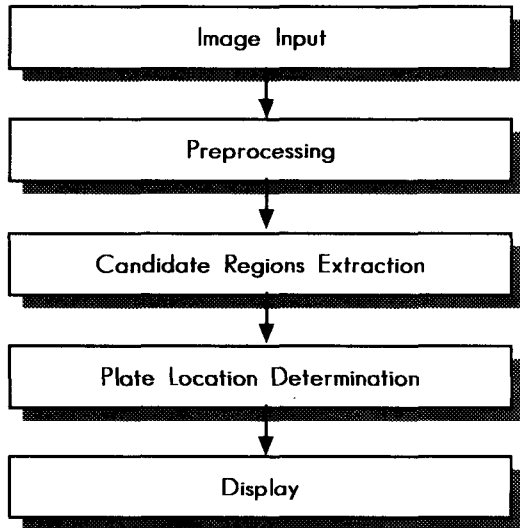 Image Input
Preprocessing
Candidate Regions Extraction
Plate Location Determination
Display